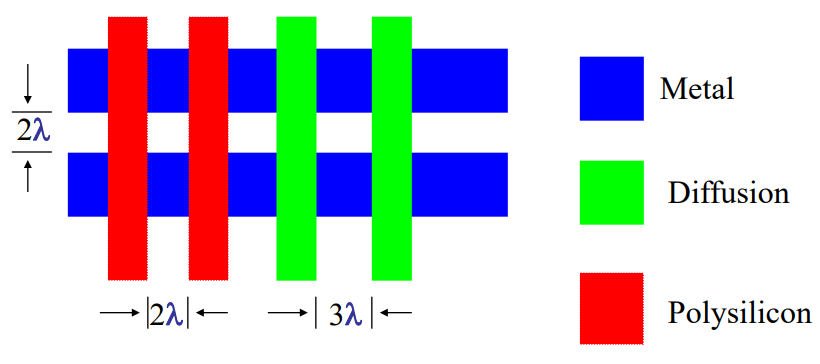 Metal
2λ
Diffusion
2λ
3λ
Polysilicon